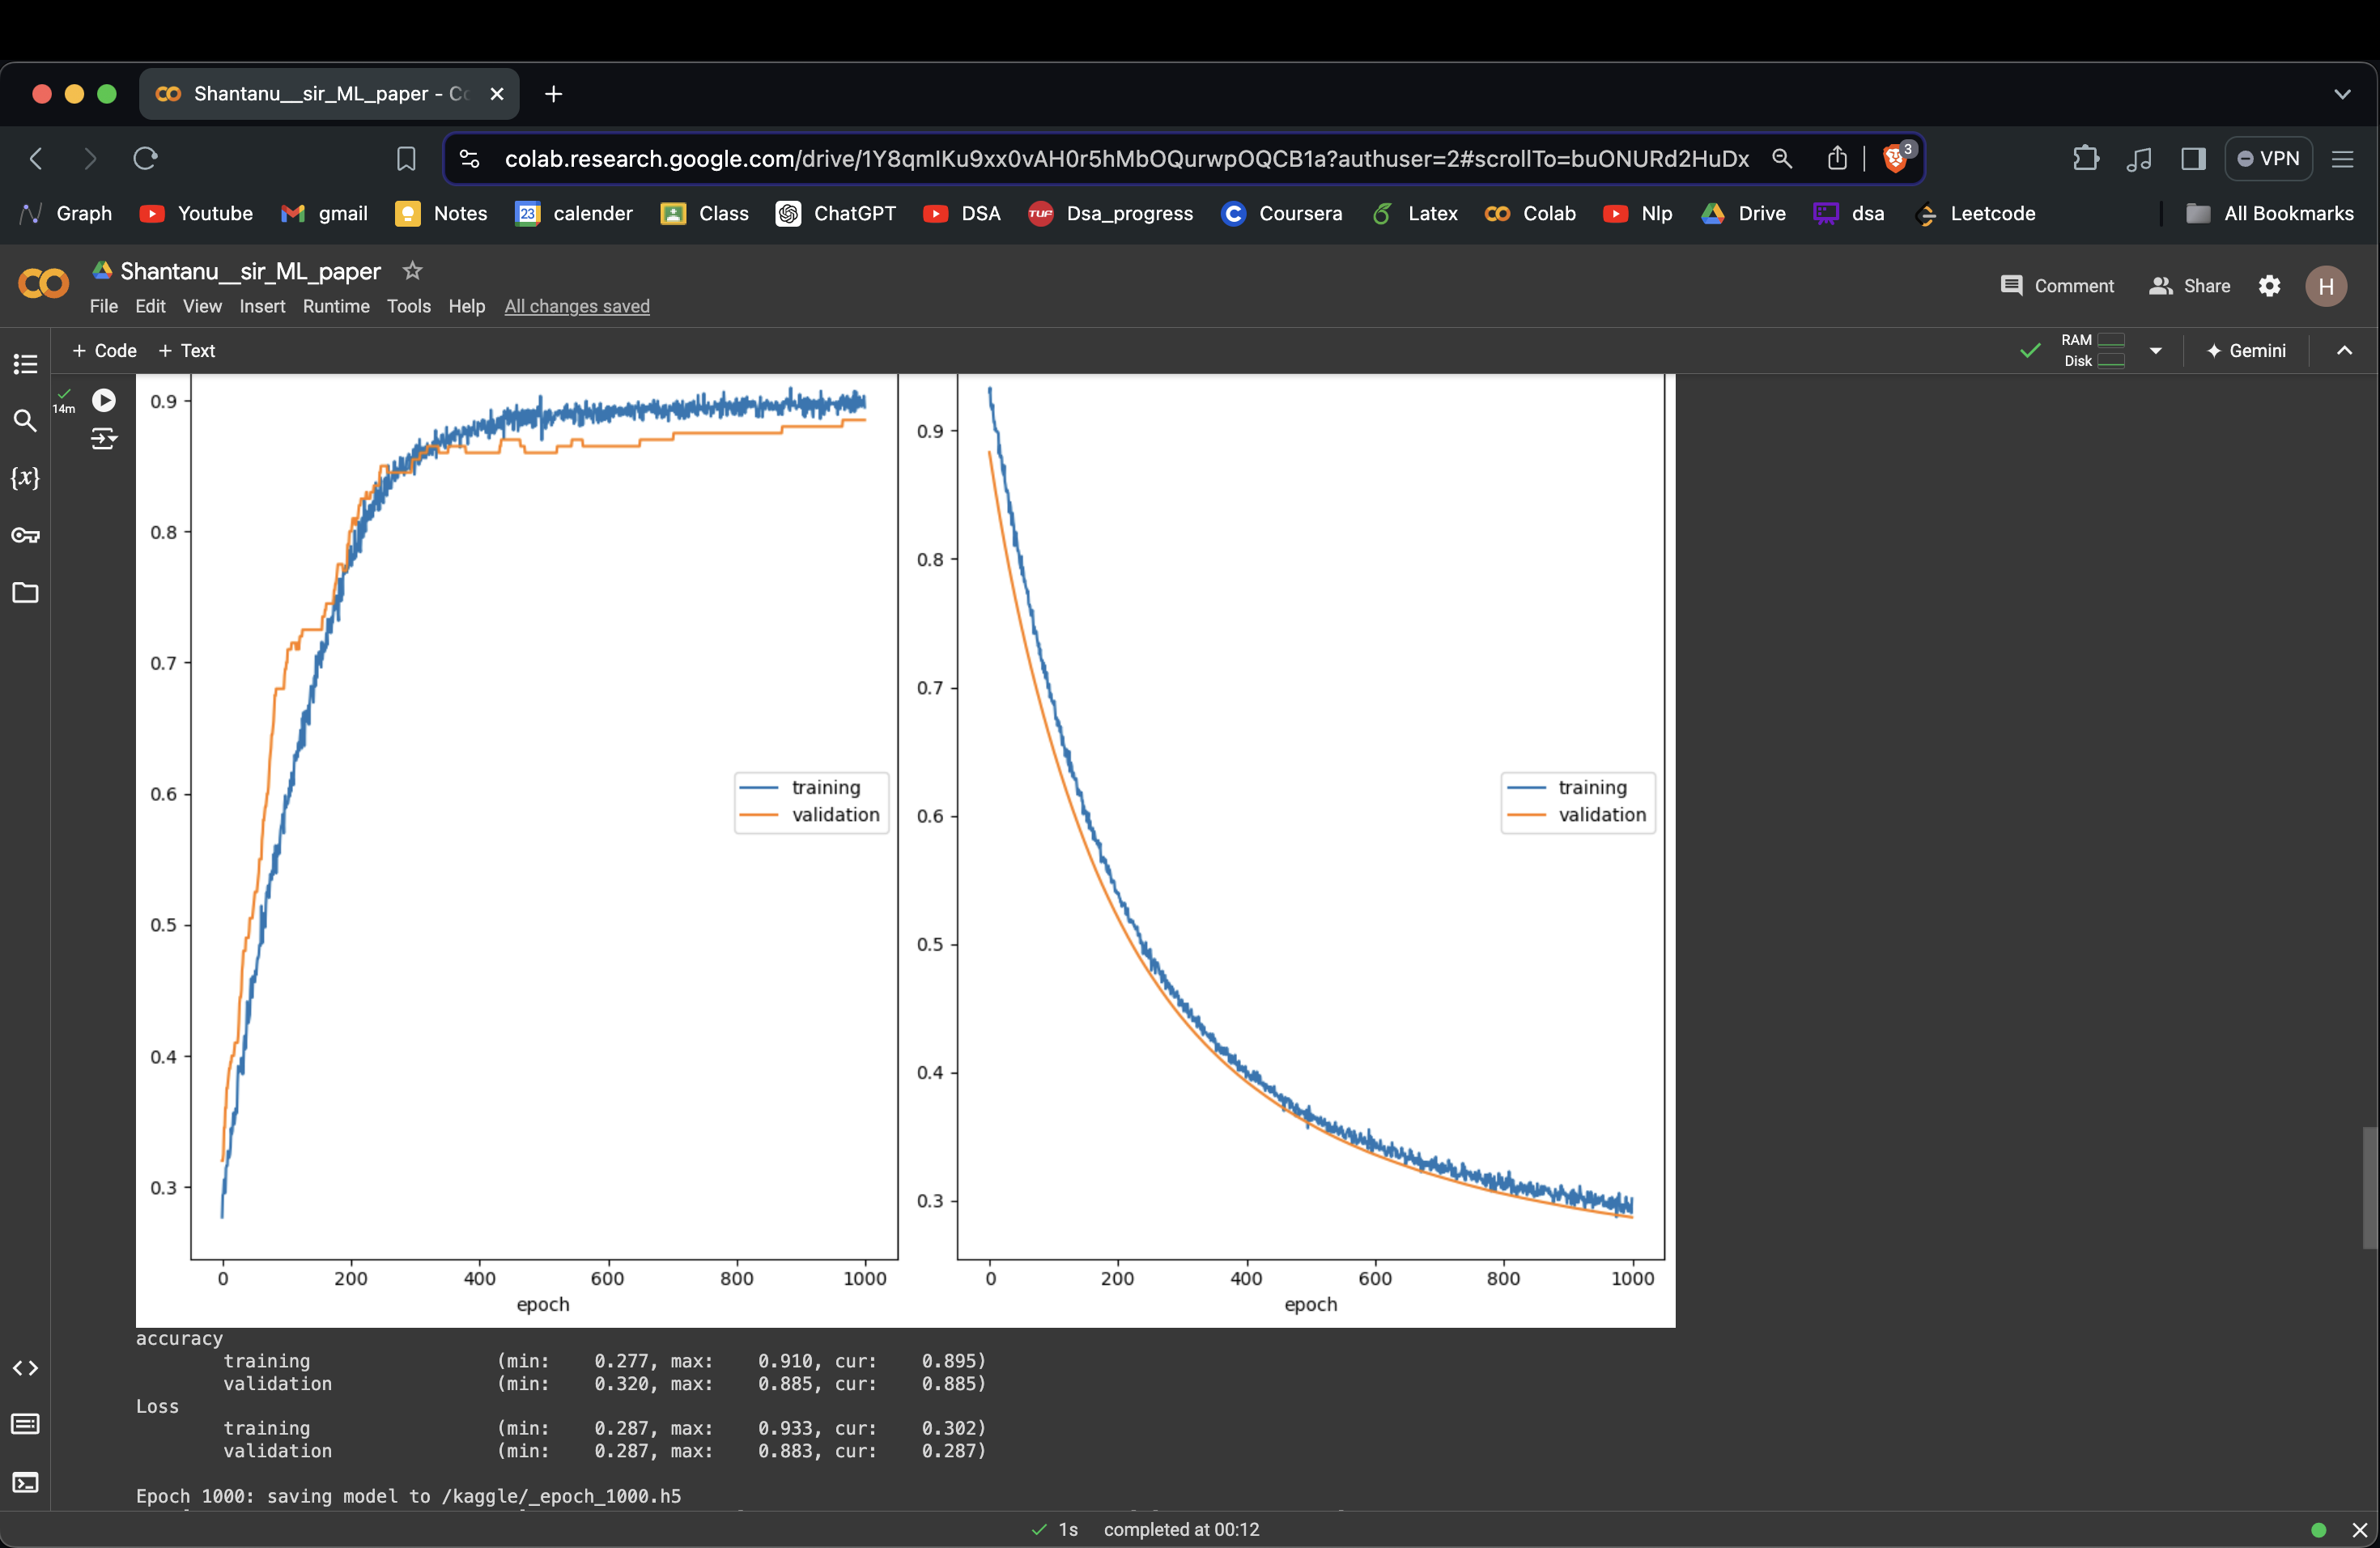 Shantanu__sir_ML_paper - Co
colab.research.google.com/drive/1Y8qmIKu9xx0vAH0r5hMbOQurwpOQCB1a?authuser=2#scrollTo=buONURd2HuDx
3
VPN
Graph Youtube gmail Notes 23 calender Class ChatGPT DSA TUF Dsa_progress Coursera Latex Colab Nlp Drive dsa Leetcode All Bookmarks
Shantanu__sir_ML_paper
Comment Share H
File Edit View Insert Runtime Tools Help All changes saved
+ Code + Text
RAM
Disk
Gemini
14m
{x}
0.9
0.8
0.7
0.6
0.5
0.4
0.3
training
validation
0 200 400 600 800 1000
epoch
0.9
0.8
0.7
0.6
0.5
0.4
0.3
training
validation
0 200 400 600 800 1000
epoch
accuracy
training (min: 0.277, max: 0.910, cur: 0.895)
validation (min: 0.320, max: 0.885, cur: 0.885)
Loss
training (min: 0.287, max: 0.933, cur: 0.302)
validation (min: 0.287, max: 0.883, cur: 0.287)
Epoch 1000: saving model to /kaggle/_epoch_1000.h5
1s completed at 00:12